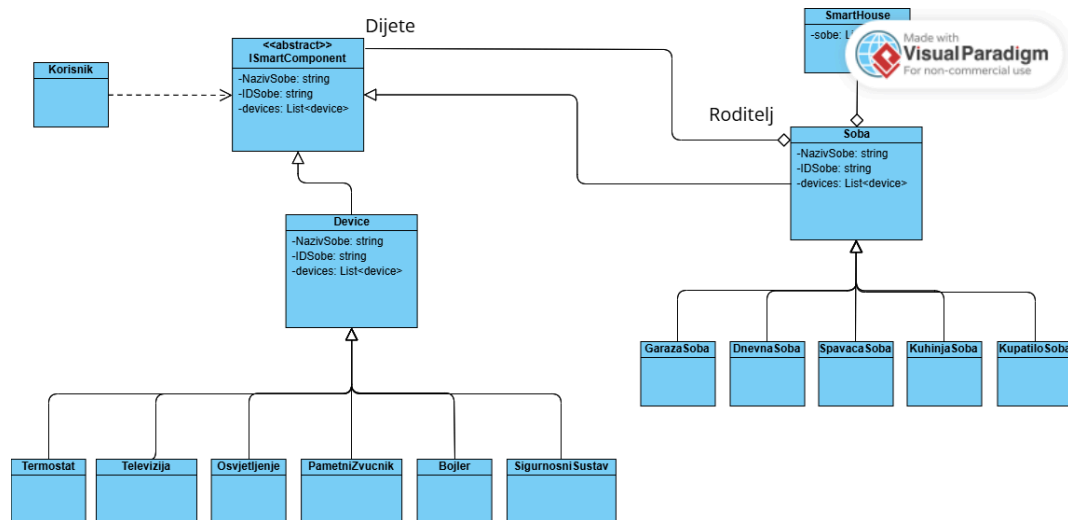 Dijete
SmartHouse
-sobe: Li
Made with
Visual Paradigm
For non-commercial use
<<abstract>>
ISmartComponent
-NazivSobe: string
-IDSobe: string
-devices: List<device>
Korisnik
Roditelj
Soba
-NazivSobe: string
-IDSobe: string
-devices: List<device>
Device
-NazivSobe: string
-IDSobe: string
-devices: List<device>
GarazaSoba
DnevnaSoba
SpavacaSoba
KuhinjaSoba
KupatiloSoba
Termostat
Televizija
Osvjetljenje
PametniZvucnik
Bojler
SigurnosniSustav